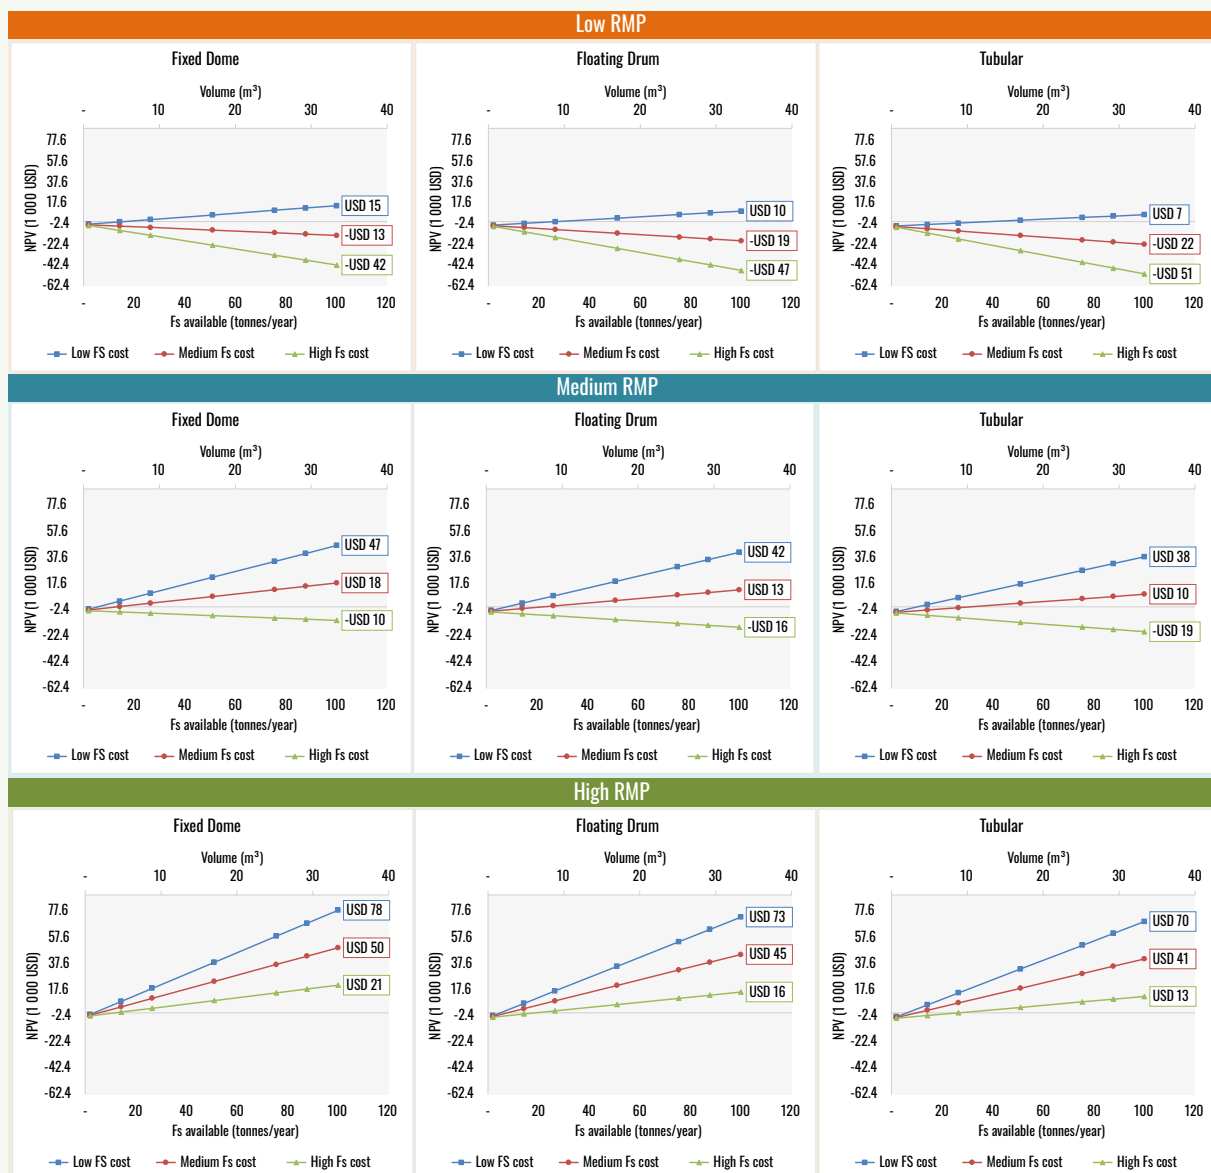 Low RMP
Fixed Dome
Volume (m³)
- 10 20 30 40
77.6
57.6
37.6
17.6
-2.4
-22.4
-42.4
-62.4
NPV (1 000 USD)
USD 15
-USD 13
-USD 42
- 20 40 60 80 100 120
Fs available (tonnes/year)
Low FS cost Medium Fs cost High Fs cost
Floating Drum
Volume (m³)
- 10 20 30 40
77.6
57.6
37.6
17.6
-2.4
-22.4
-42.4
-62.4
NPV (1 000 USD)
USD 10
-USD 19
-USD 47
- 20 40 60 80 100 120
Fs available (tonnes/year)
Low FS cost Medium Fs cost High Fs cost
Tubular
Volume (m³)
- 10 20 30 40
77.6
57.6
37.6
17.6
-2.4
-22.4
-42.4
-62.4
NPV (1 000 USD)
USD 7
-USD 22
-USD 51
- 20 40 60 80 100 120
Fs available (tonnes/year)
Low FS cost Medium Fs cost High Fs cost
Medium RMP
Fixed Dome
Volume (m³)
- 10 20 30 40
77.6
57.6
37.6
17.6
-2.4
-22.4
-42.4
-62.4
NPV (1 000 USD)
USD 47
USD 18
-USD 10
- 20 40 60 80 100 120
Fs available (tonnes/year)
Low FS cost Medium Fs cost High Fs cost
Floating Drum
Volume (m³)
- 10 20 30 40
77.6
57.6
37.6
17.6
-2.4
-22.4
-42.4
-62.4
NPV (1 000 USD)
USD 42
USD 13
-USD 16
- 20 40 60 80 100 120
Fs available (tonnes/year)
Low FS cost Medium Fs cost High Fs cost
Tubular
Volume (m³)
- 10 20 30 40
77.6
57.6
37.6
17.6
-2.4
-22.4
-42.4
-62.4
NPV (1 000 USD)
USD 38
USD 10
-USD 19
- 20 40 60 80 100 120
Fs available (tonnes/year)
Low FS cost Medium Fs cost High Fs cost
High RMP
Fixed Dome
Volume (m³)
- 10 20 30 40
77.6
57.6
37.6
17.6
-2.4
-22.4
-42.4
-62.4
NPV (1 000 USD)
USD 78
USD 50
USD 21
- 20 40 60 80 100 120
Fs available (tonnes/year)
Low FS cost Medium Fs cost High Fs cost
Floating Drum
Volume (m³)
- 10 20 30 40
77.6
57.6
37.6
17.6
-2.4
-22.4
-42.4
-62.4
NPV (1 000 USD)
USD 73
USD 45
USD 16
- 20 40 60 80 100 120
Fs available (tonnes/year)
Low FS cost Medium Fs cost High Fs cost
Tubular
Volume (m³)
- 10 20 30 40
77.6
57.6
37.6
17.6
-2.4
-22.4
-42.4
-62.4
NPV (1 000 USD)
USD 70
USD 41
USD 13
- 20 40 60 80 100 120
Fs available (tonnes/year)
Low FS cost Medium Fs cost High Fs cost